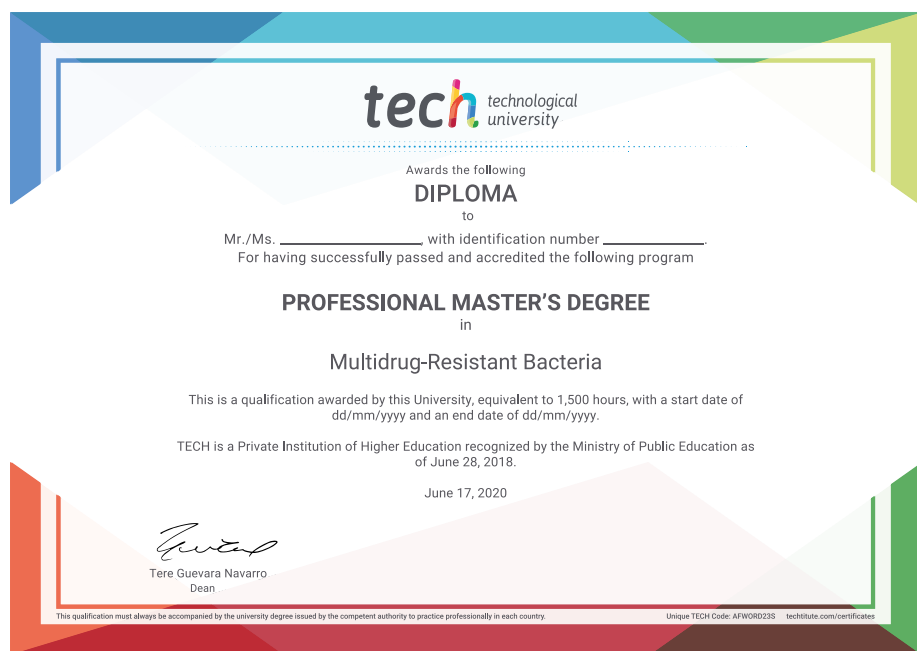 tech technological
university
Awards the following
DIPLOMA
to
Mr./Ms. ____________________, with identification number ______________.
For having successfully passed and accredited the following program
PROFESSIONAL MASTER'S DEGREE
in
Multidrug-Resistant Bacteria
This is a qualification awarded by this University, equivalent to 1,500 hours, with a start date of
dd/mm/yyyy and an end date of dd/mm/yyyy.
TECH is a Private Institution of Higher Education recognized by the Ministry of Public Education as
of June 28, 2018.
June 17, 2020
Tere Guevara Navarro
Dean
This qualification must always be accompanied by the university degree issued by the competent authority to practice professionally in each country.
Unique TECH Code: AFWORD23S techtitute.com/certificates